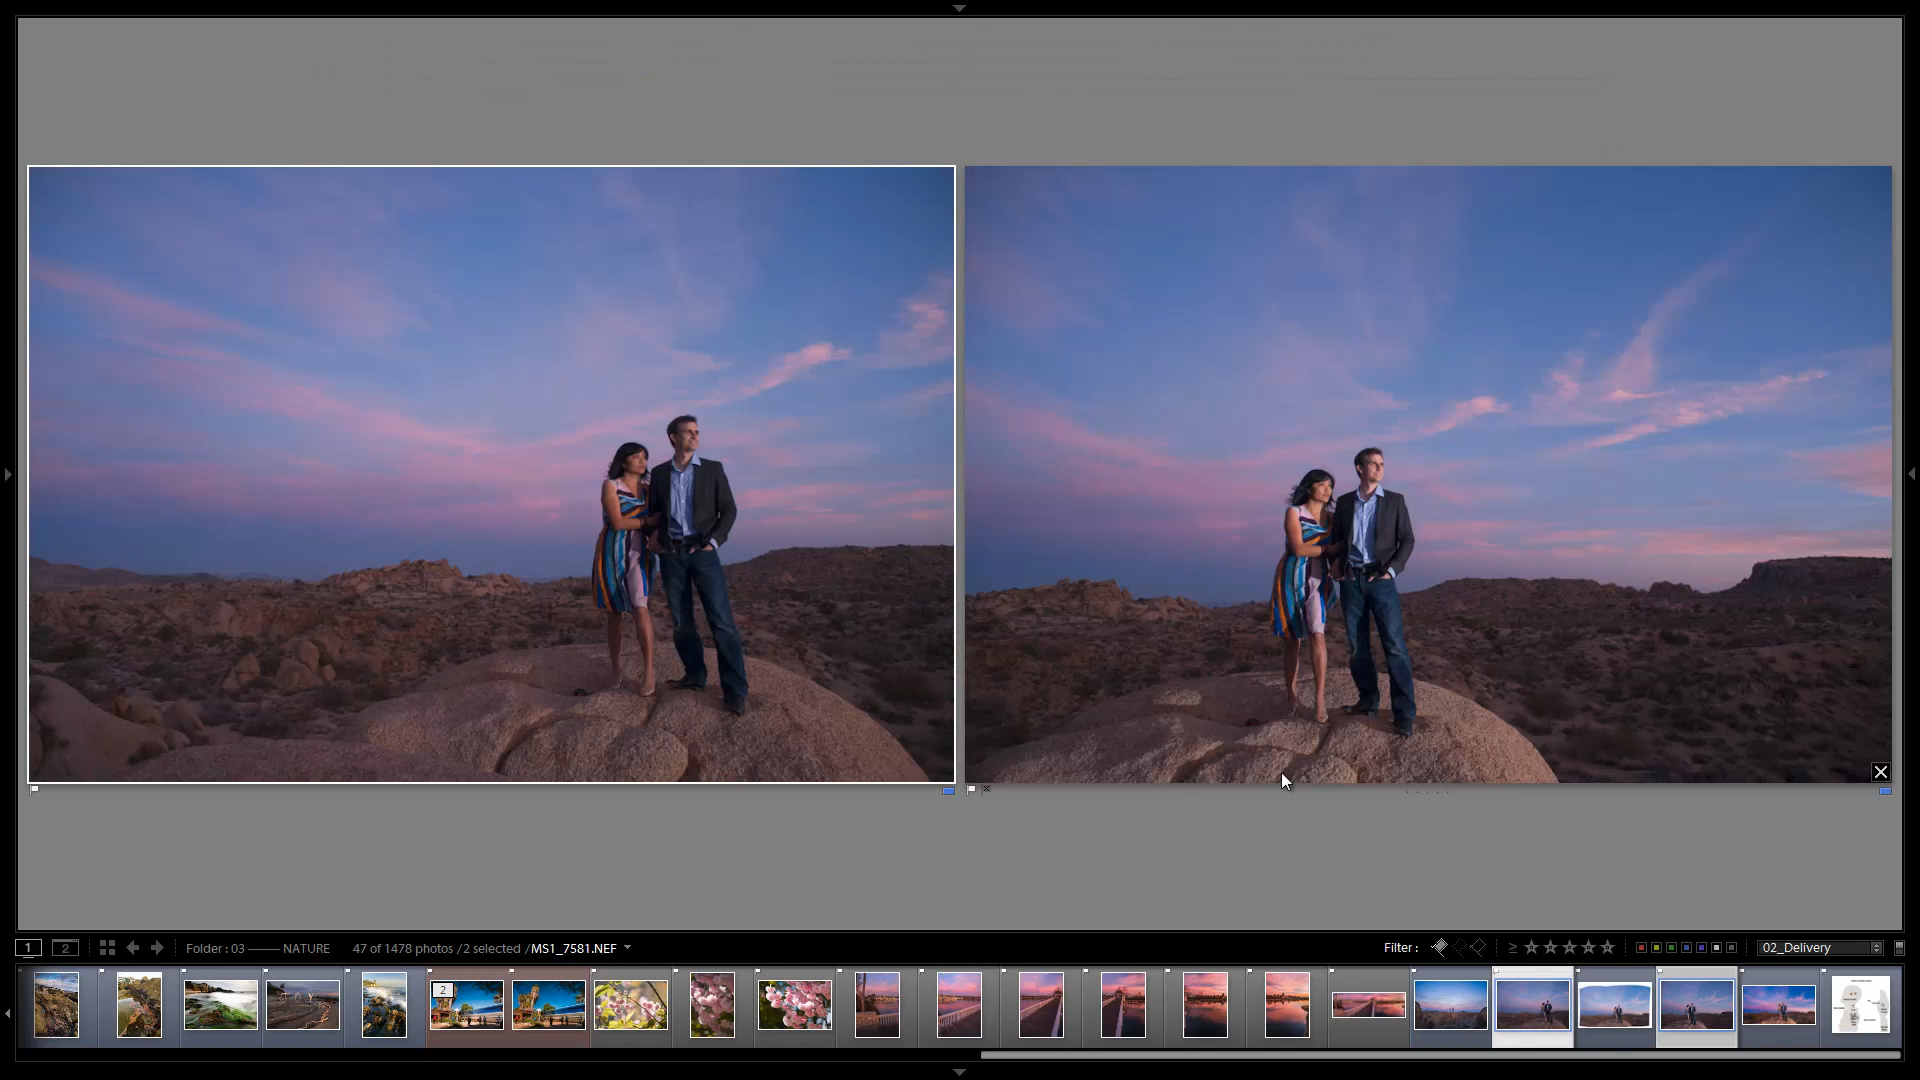 1 2 Folder : 03 -------- NATURE 47 of 1478 photos / 2 selected / MS1_7581.NEF Filter : ≥ 02_Delivery
2